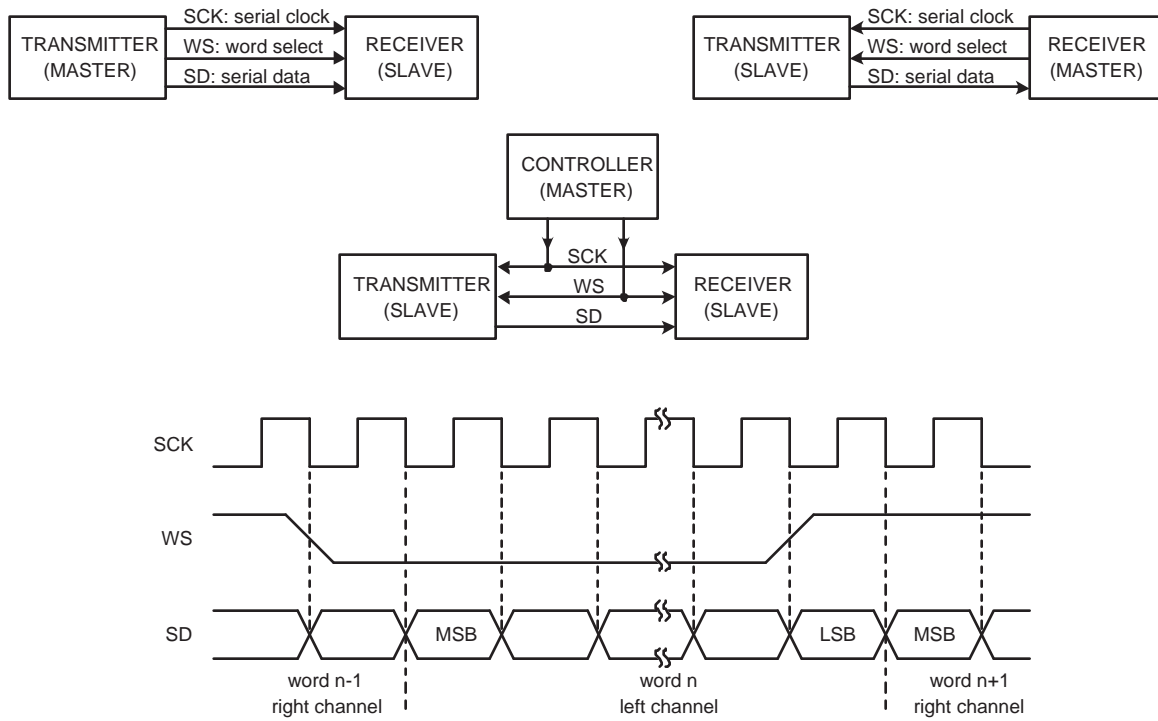 SCK: serial clock
TRANSMITTER
(MASTER)
WS: word select
RECEIVER
(SLAVE)
SD: serial data
SCK: serial clock
TRANSMITTER
(SLAVE)
WS: word select
RECEIVER
(MASTER)
SD: serial data
CONTROLLER
(MASTER)
SCK
TRANSMITTER
(SLAVE)
WS
RECEIVER
(SLAVE)
SD
SCK
WS
SD
MSB
LSB
MSB
word n-1
right channel
word n
left channel
word n+1
right channel